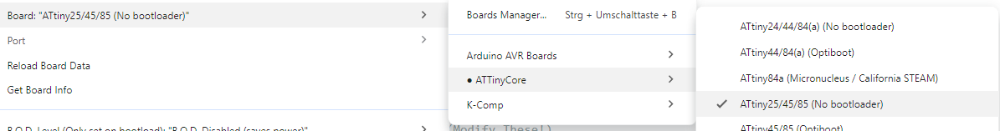 Board: "ATtiny25/45/85 (No bootloader)"
Port
Reload Board Data
Get Board Info
B.O.D. Level (Only set on bootload): "B.O.D. Disabled (saves power)"
Boards Manager... Strg + Umschalttaste + B
Arduino AVR Boards
● ATTinyCore
K-Comp
Modify These!)
ATtiny24/44/84(a) (No bootloader)
ATtiny44/84(a) (Optiboot)
ATtiny84a (Micronucleus / California STEAM)
ATtiny25/45/85 (No bootloader)
ATtiny45/85 (Optiboot)